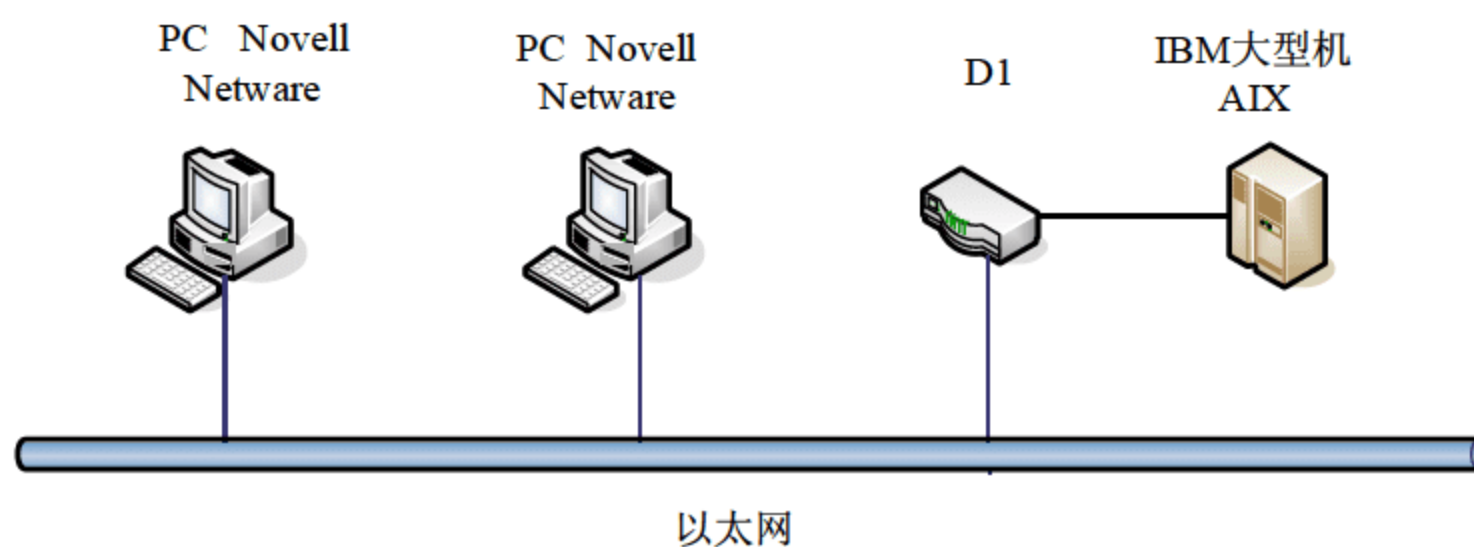 PC Novell
Netware
PC Novell
Netware
D1
IBM大型机
AIX
以太网